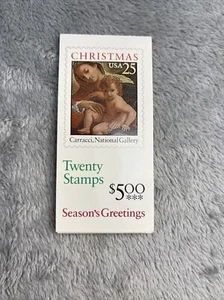 CHRISTMAS
USA 25
Carracci, National Gallery
Twenty
Stamps
$5.00
***
Season's Greetings